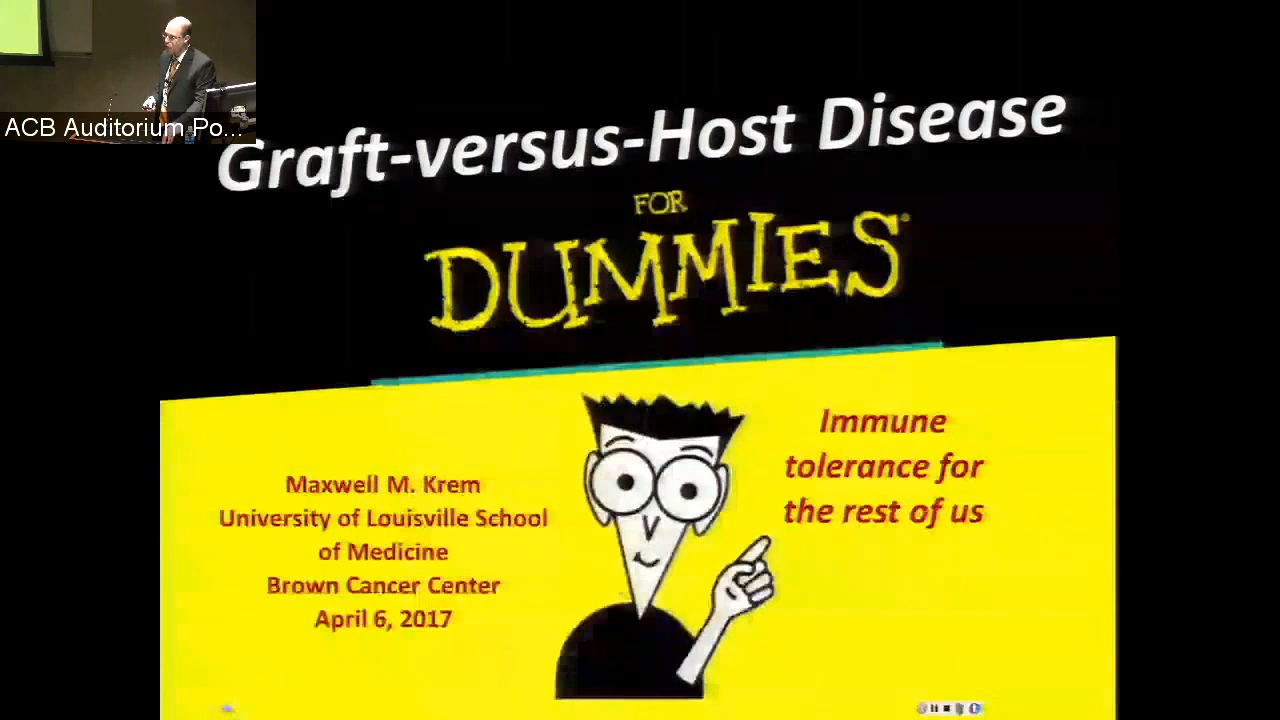 ACB Auditorium Po...
Graft-versus-Host Disease
FOR
DUMMIES®
Immune
tolerance for
the rest of us
Maxwell M. Krem
University of Louisville School
of Medicine
Brown Cancer Center
April 6, 2017